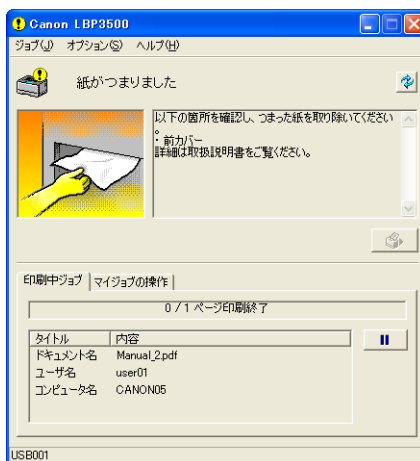 Canon LBP3500
ジョブ(J) オプション(S) ヘルプ(H)
紙がつまりました
以下の箇所を確認し、つまった紙を取り除いてください
。
・前カバー
詳細は取扱説明書をご覧ください。
印刷中ジョブ マイジョブの操作
0 / 1 ページ印刷終了
タイトル 内容
ドキュメント名 Manual_2.pdf
ユーザ名 user01
コンピュータ名 CANON05
USB001